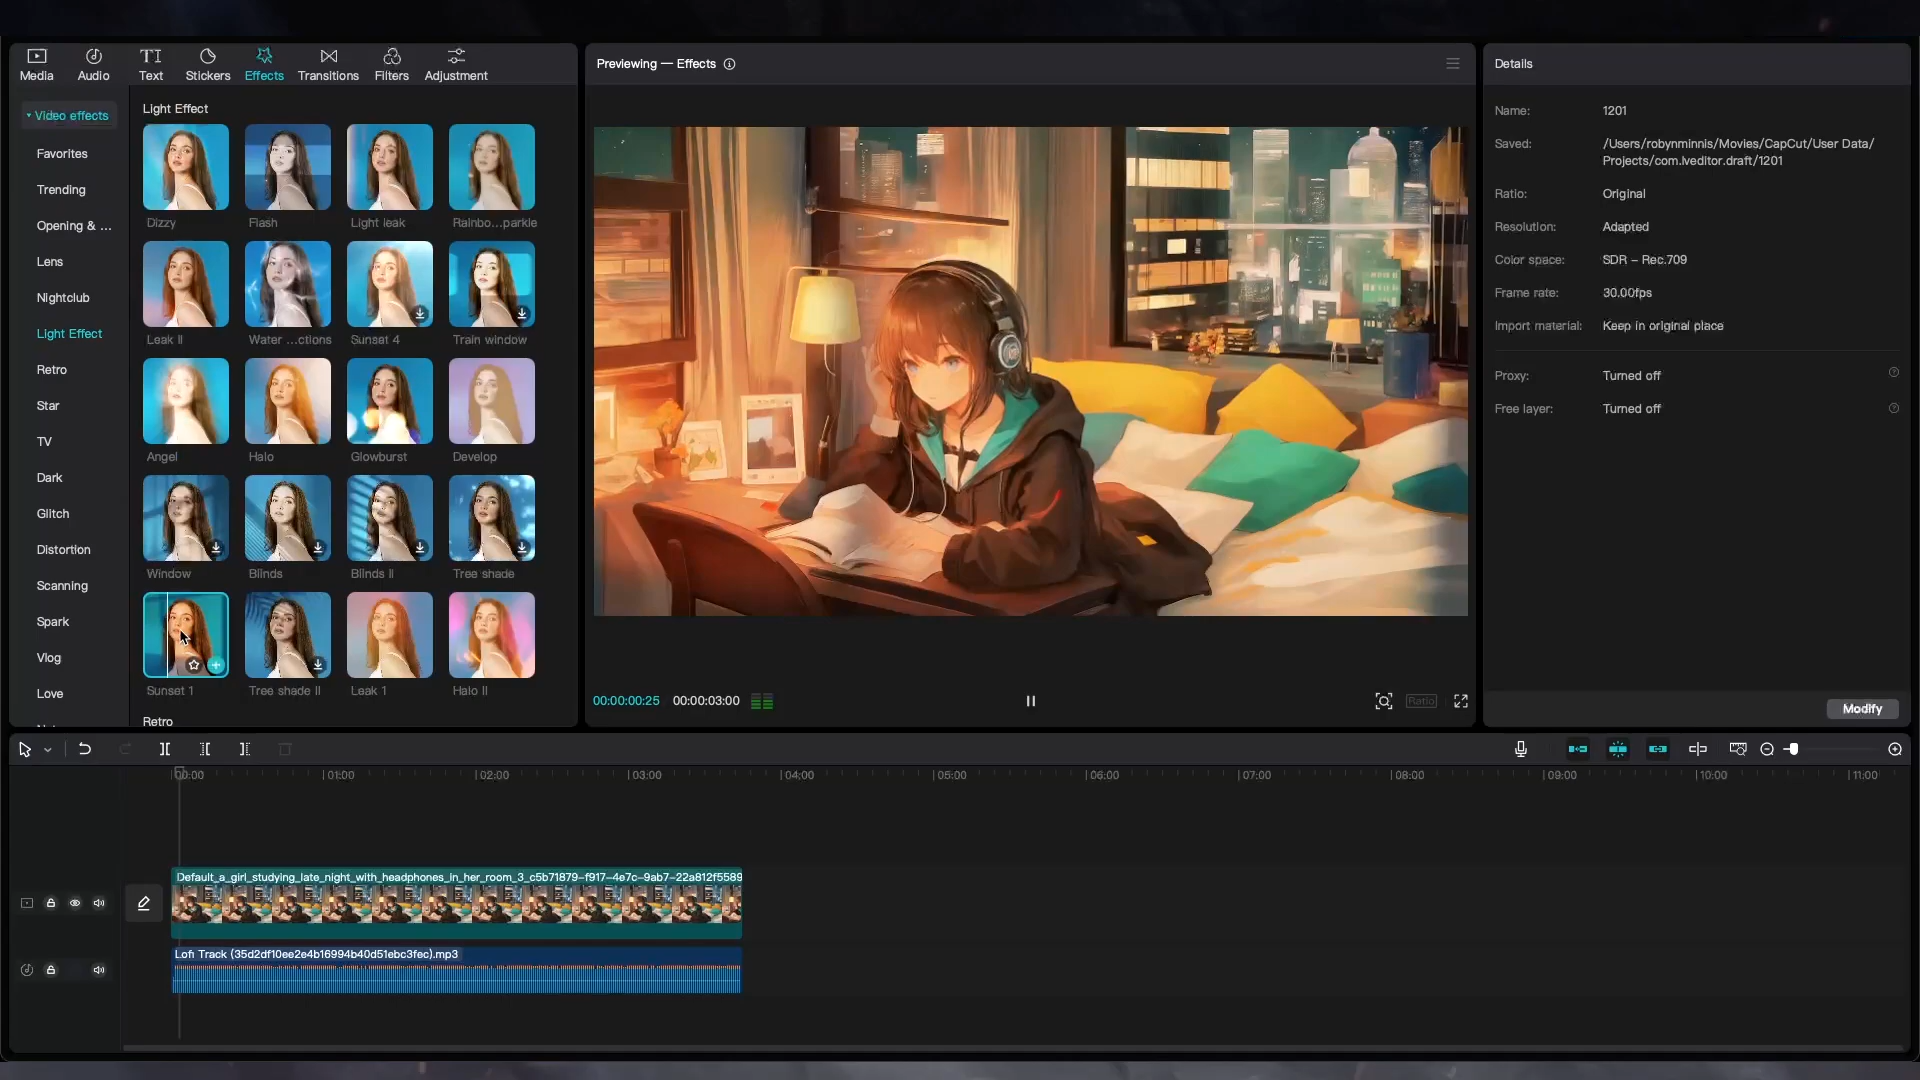 Media
Audio
Text
Stickers
Effects
Transitions
Filters
Adjustment
Video effects
Favorites
Trending
Opening & ...
Lens
Nightclub
Light Effect
Retro
Star
TV
Dark
Glitch
Distortion
Scanning
Spark
Vlog
Love
Light Effect
Dizzy
Flash
Light leak
Rainbo...parkle
Leak II
Water ...ctions
Sunset 4
Train window
Angel
Halo
Glowburst
Develop
Window
Blinds
Blinds II
Tree shade
Sunset 1
Tree shade II
Leak 1
Halo II
Retro
Previewing — Effects
00:00:00:25 00:00:03:00
Ratio
Details
Name: 1201
Saved: /Users/robynminnis/Movies/CapCut/User Data/
Projects/com.lveditor.draft/1201
Ratio: Original
Resolution: Adapted
Color space: SDR – Rec.709
Frame rate: 30.00fps
Import material: Keep in original place
Proxy: Turned off
Free layer: Turned off
Modify
00:00 01:00 02:00 03:00 04:00 05:00 06:00 07:00 08:00 09:00 10:00 11:00
Default_a_girl_studying_late_night_with_headphones_in_her_room_3_c5b71879-f917-4e7c-9ab7-22a812f5589
Lofi Track (35d2df10ee2e4b16994b40d51ebc3fec).mp3